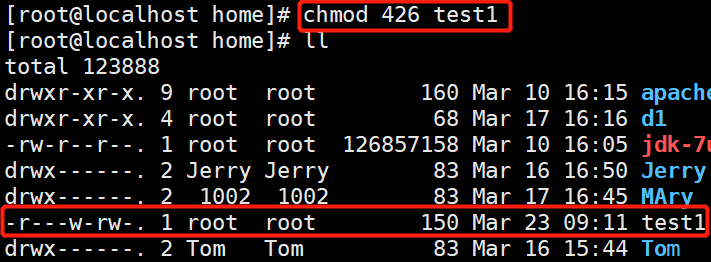 [root@localhost home]# chmod 426 test1
[root@localhost home]# ll
total 123888
drwxr-xr-x. 9 root root 160 Mar 10 16:15 apache
drwxr-xr-x. 4 root root 68 Mar 17 16:16 d1
-rw-r--r--. 1 root root 126857158 Mar 10 16:05 jdk-7u
drwx------. 2 Jerry Jerry 83 Mar 16 16:50 Jerry
drwx------. 2 1002 1002 83 Mar 17 16:45 MAry
-r---w-rw-. 1 root root 150 Mar 23 09:11 test1
drwx------. 2 Tom Tom 83 Mar 16 15:44 Tom